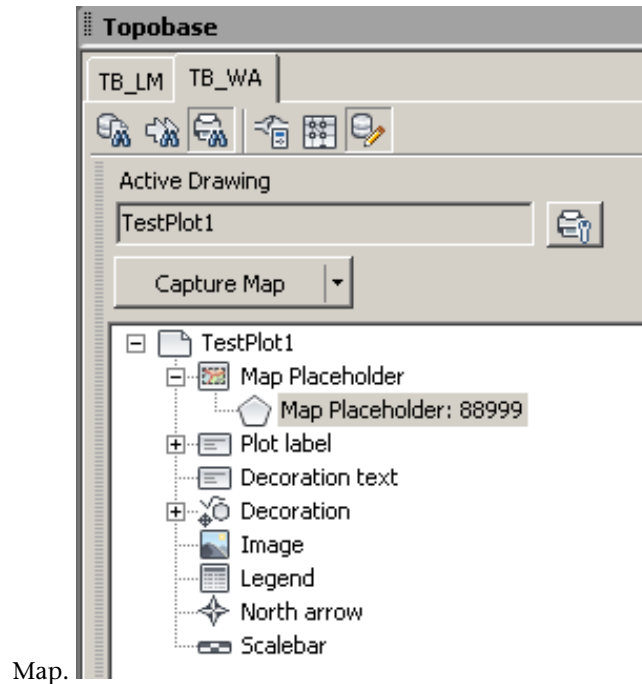 Topobase
TB_LM TB_WA
Active Drawing
TestPlot1
Capture Map
TestPlot1
Map Placeholder
Map Placeholder: 88999
Plot label
Decoration text
Decoration
Image
Legend
North arrow
Scalebar
Map.